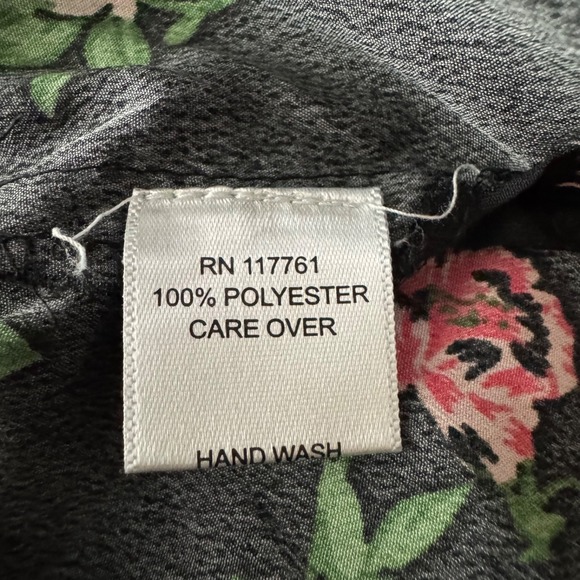 RN 117761
100% POLYESTER
CARE OVER
HAND WASH